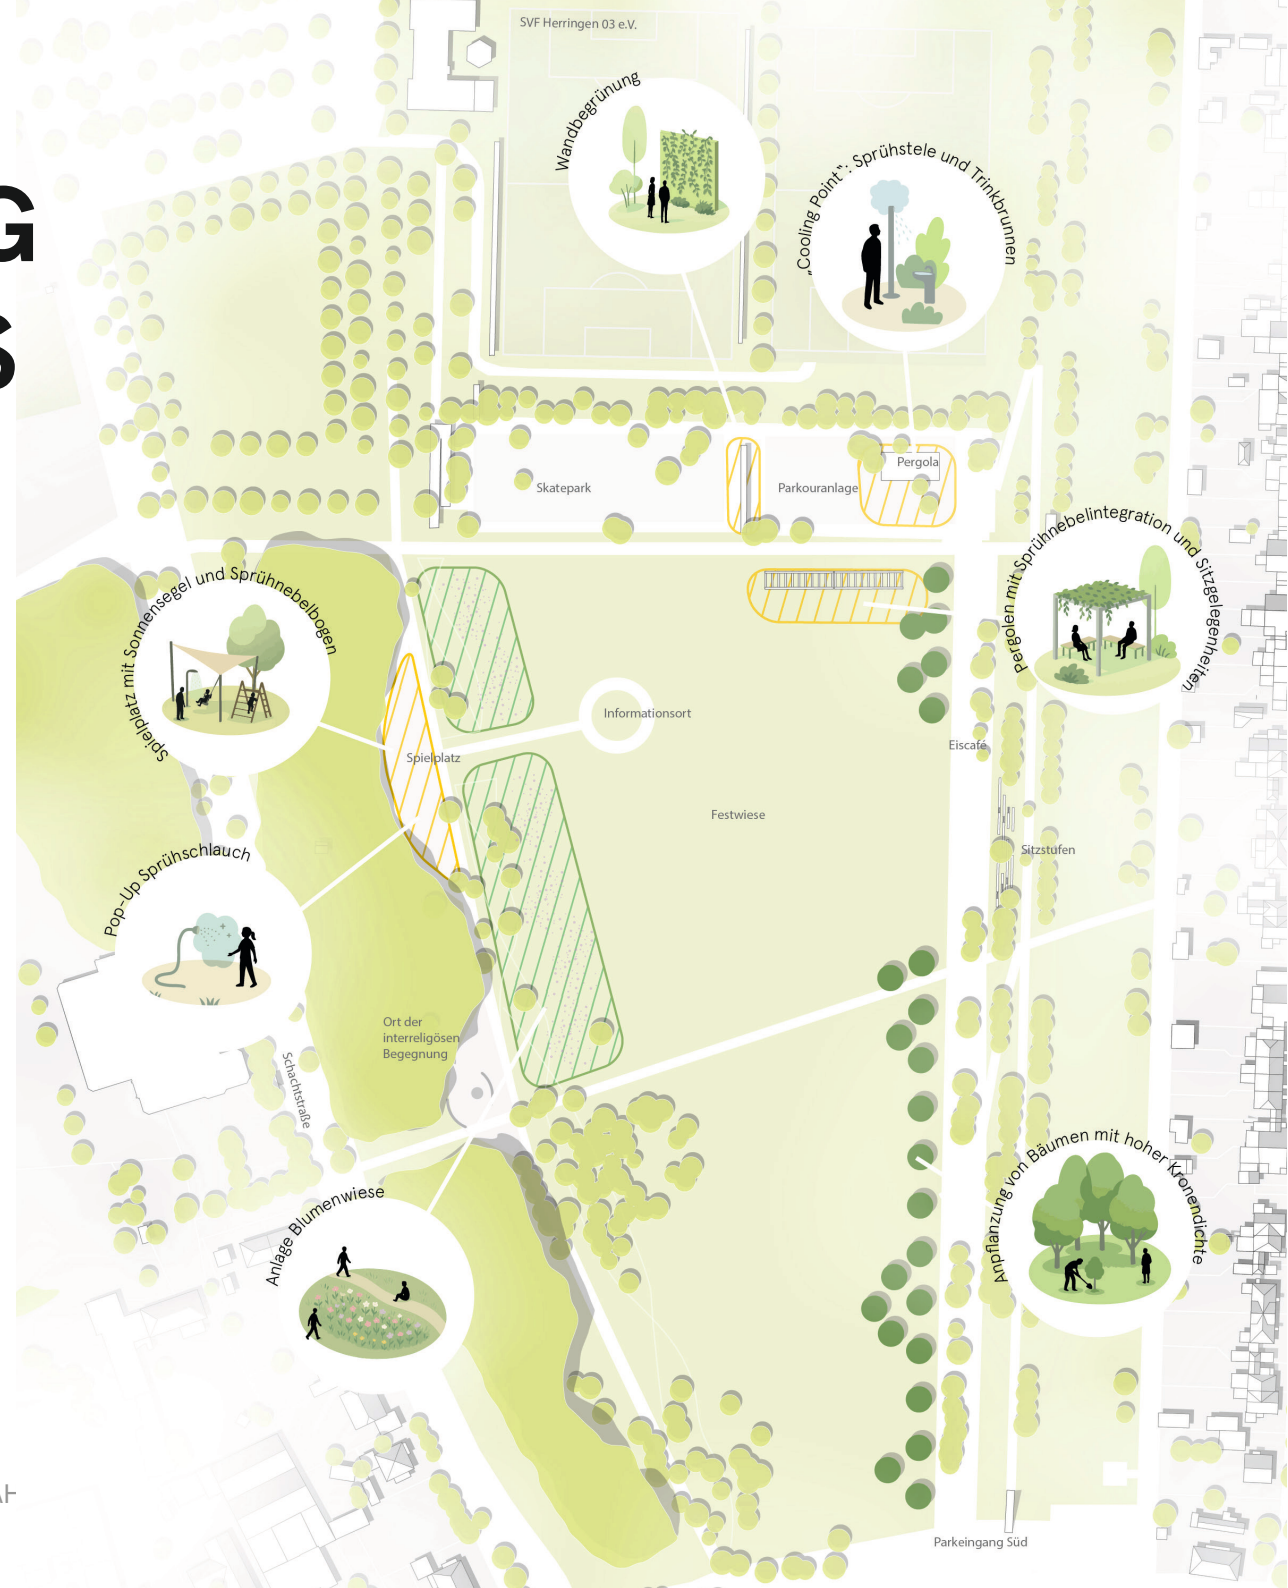 SVF Herringen 03 e.V.
Wandbegrünung
„Cooling Point“: Sprühstele und Trinkbrunnen
G
S
Pergola
Skatepark
Parkouranlage
Pergolen mit Sprühnebelintegration und Sitzgelegenheiten
Spielplatz mit Sonnensegel und Sprühnebelbogen
Informationsort
Eiscafé
Spielplatz
Festwiese
Sitzstufen
Pop-Up Sprühschlauch
Ort der
interreligösen
Begegnung
Schachtstraße
Anpflanzung von Bäumen mit hoher Kronendichte
Anlage Blumenwiese
AH
Parkeingang Süd